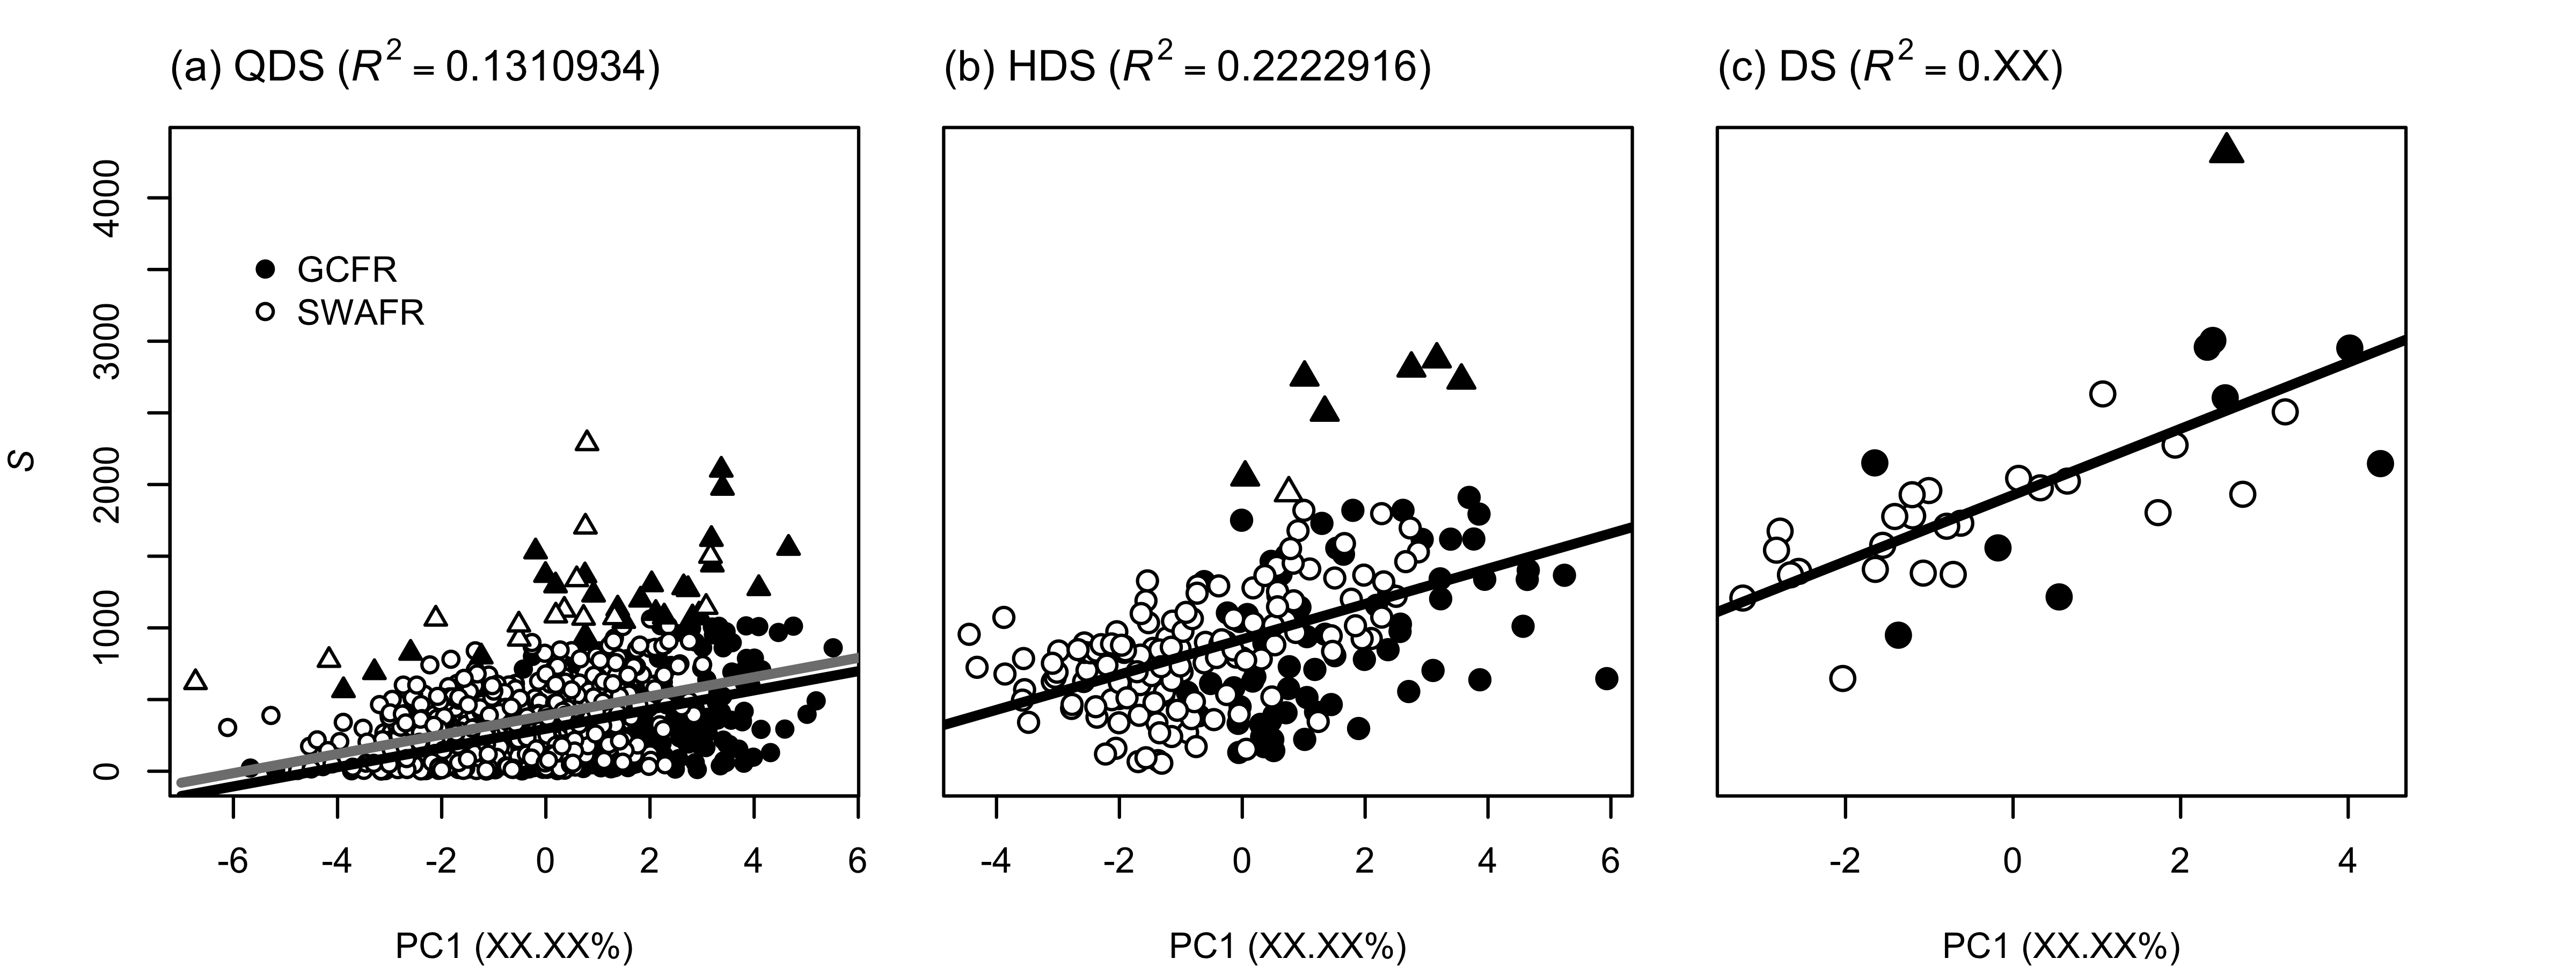 (a) QDS (R² = 0.1310934)
(b) HDS (R² = 0.2222916)
(c) DS (R² = 0.XX)
S
4000
3000
2000
1000
0
GCFR
SWAFR
-6 -4 -2 0 2 4 6
-4 -2 0 2 4 6
-2 0 2 4
PC1 (XX.XX%)
PC1 (XX.XX%)
PC1 (XX.XX%)